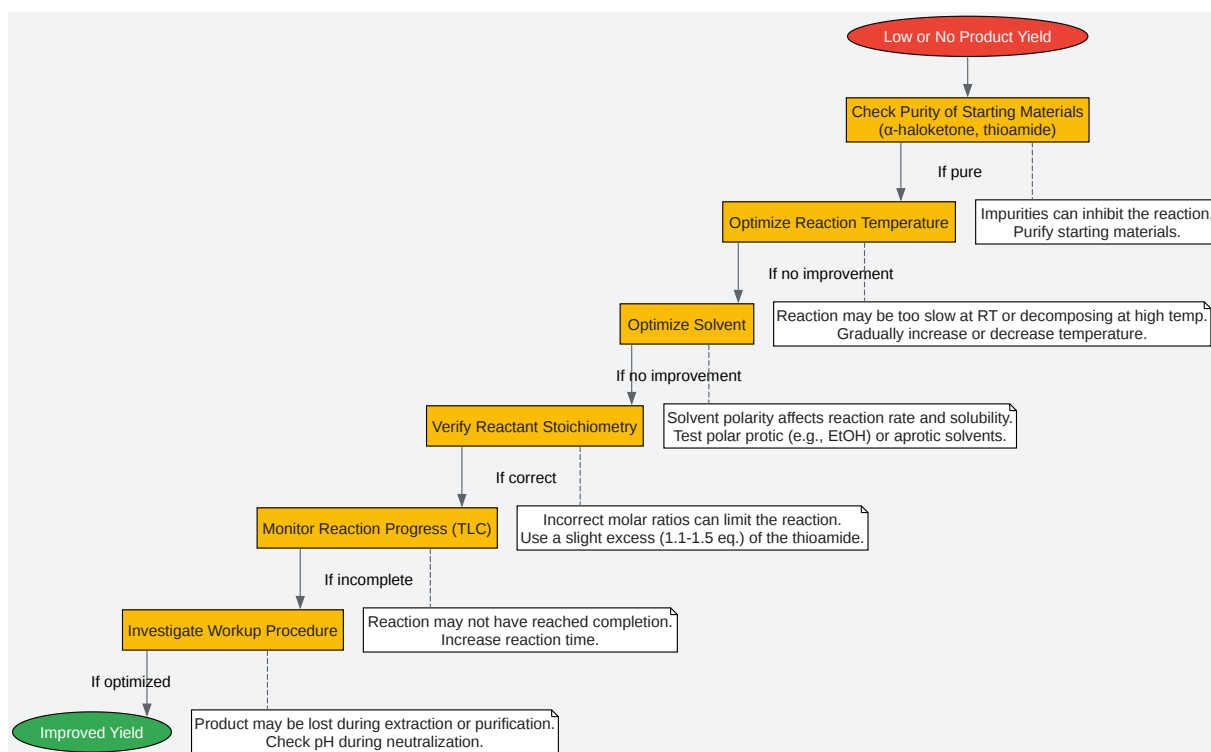 Low or No Product Yield
Check Purity of Starting Materials
(α-haloketone, thioamide)
If pure
Optimize Reaction Temperature
Impurities can inhibit the reaction.
Purify starting materials.
If no improvement
Optimize Solvent
Reaction may be too slow at RT or decomposing at high temp.
Gradually increase or decrease temperature.
If no improvement
Verify Reactant Stoichiometry
Solvent polarity affects reaction rate and solubility.
Test polar protic (e.g., EtOH) or aprotic solvents.
If correct
Monitor Reaction Progress (TLC)
Incorrect molar ratios can limit the reaction.
Use a slight excess (1.1-1.5 eq.) of the thioamide.
If incomplete
Investigate Workup Procedure
Reaction may not have reached completion.
Increase reaction time.
If optimized
Improved Yield
Product may be lost during extraction or purification.
Check pH during neutralization.